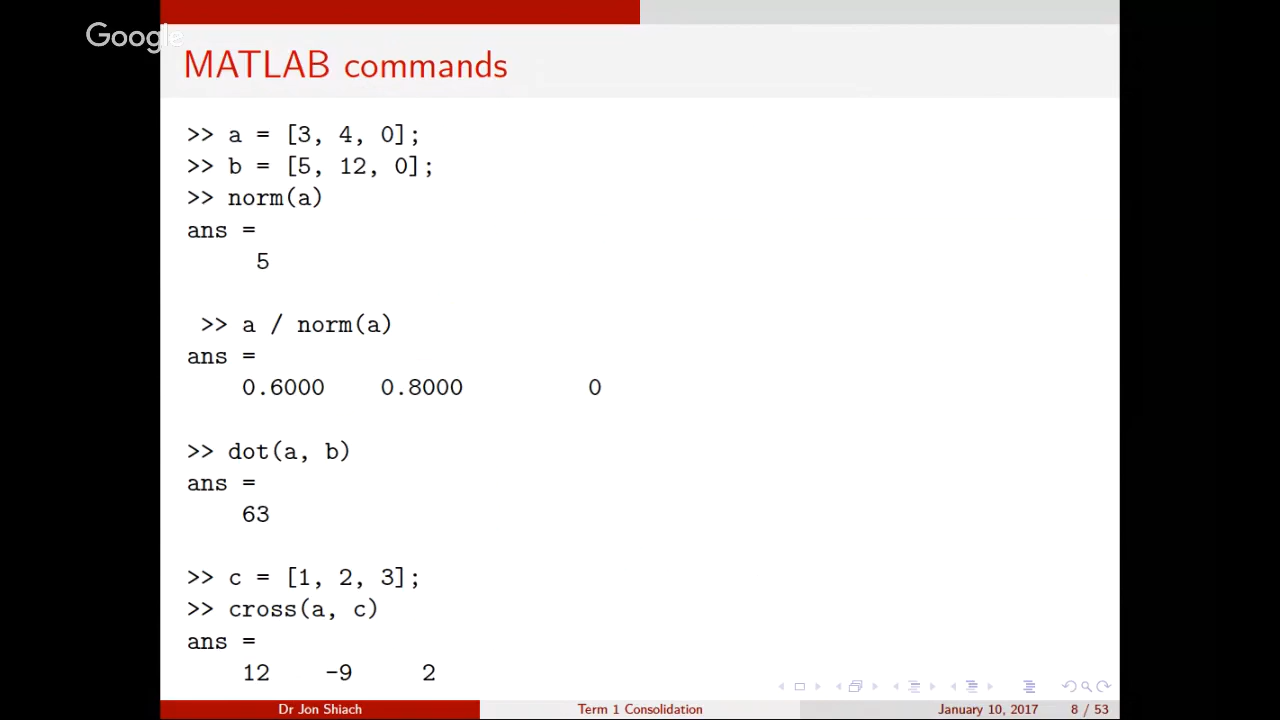 Google
MATLAB commands
>> a = [3, 4, 0];
>> b = [5, 12, 0];
>> norm(a)
ans =
5
>> a / norm(a)
ans =
0.6000 0.8000 0
>> dot(a, b)
ans =
63
>> c = [1, 2, 3];
>> cross(a, c)
ans =
12 -9 2
Dr Jon Shiach Term 1 Consolidation January 10, 2017 8 / 53